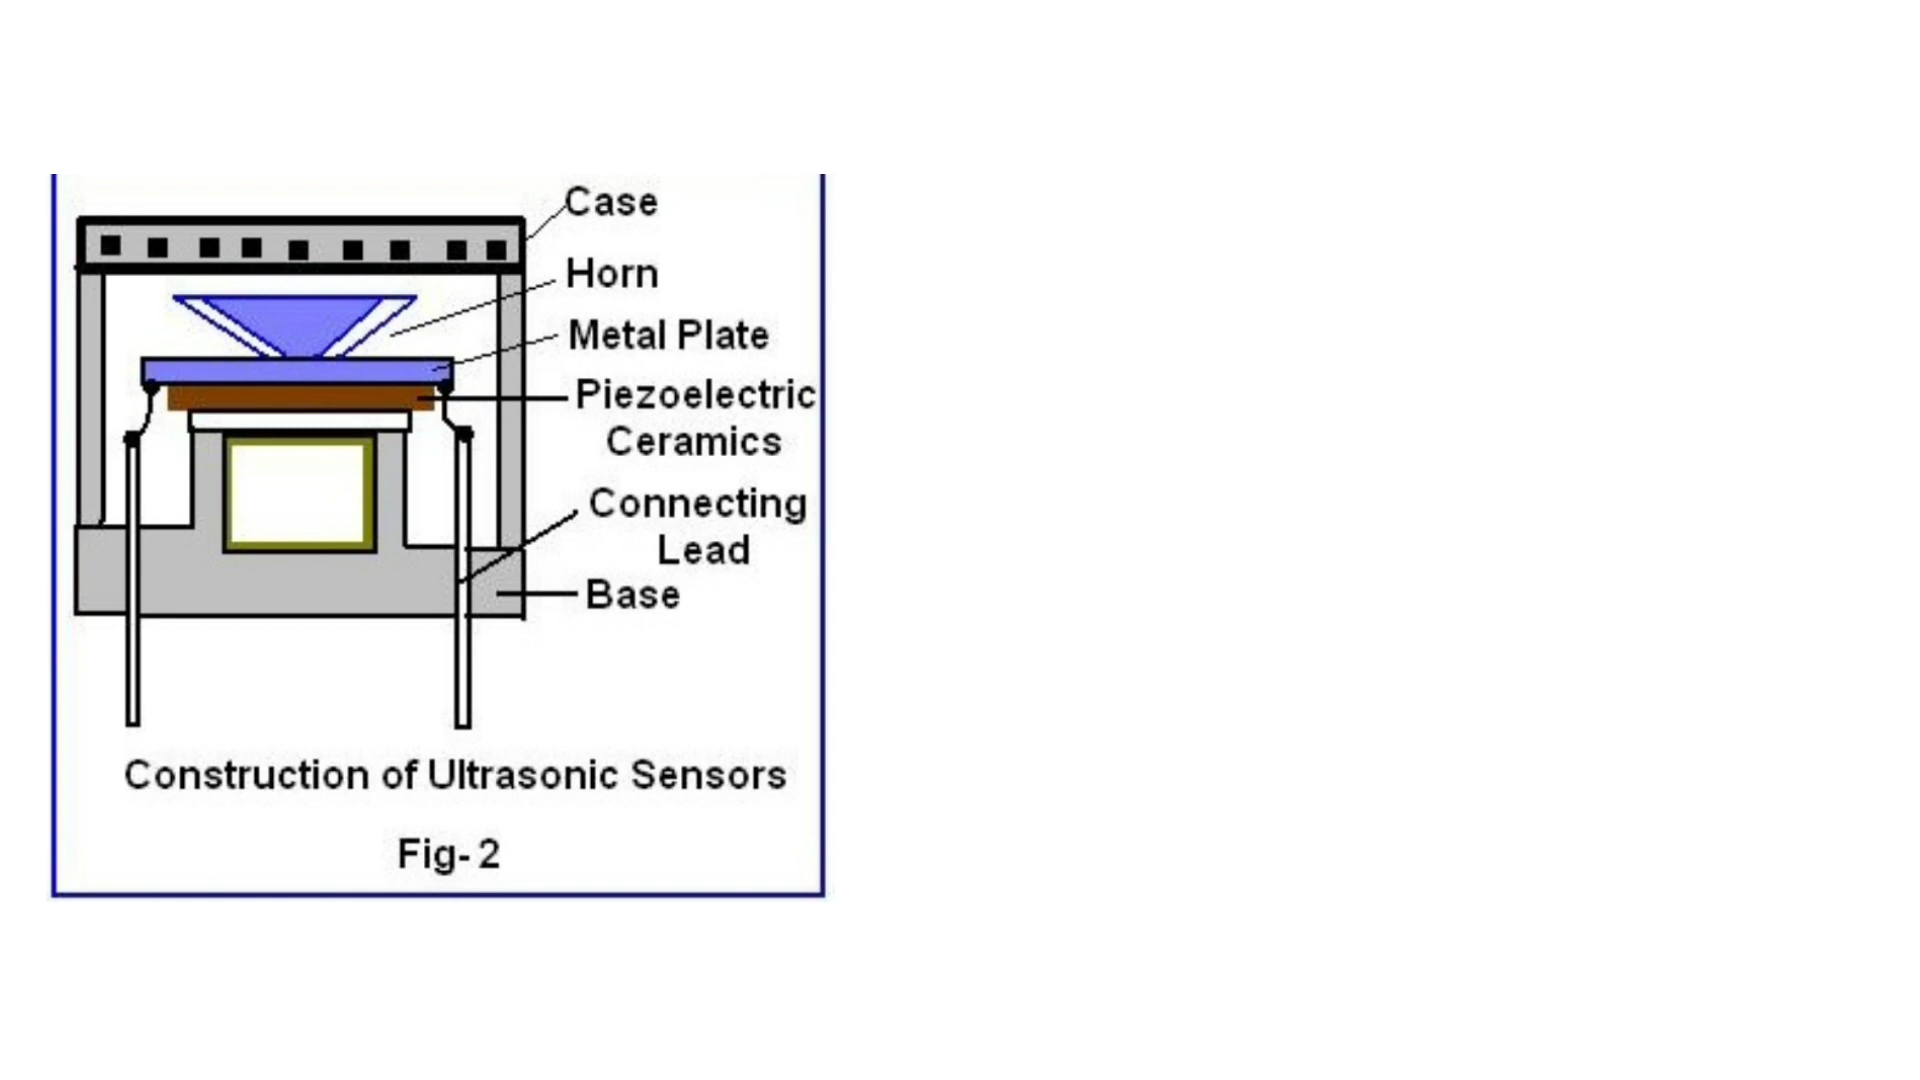 Case
Horn
Metal Plate
Piezoelectric
Ceramics
Connecting
Lead
Base
Construction of Ultrasonic Sensors
Fig- 2